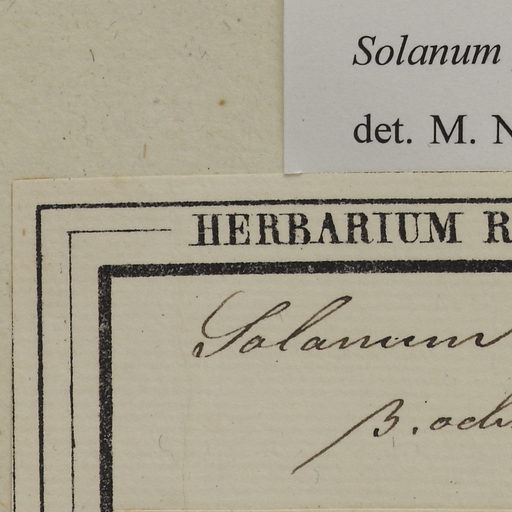 Solanum
det. M. N
HERBARIUM R
Solanum
β. och